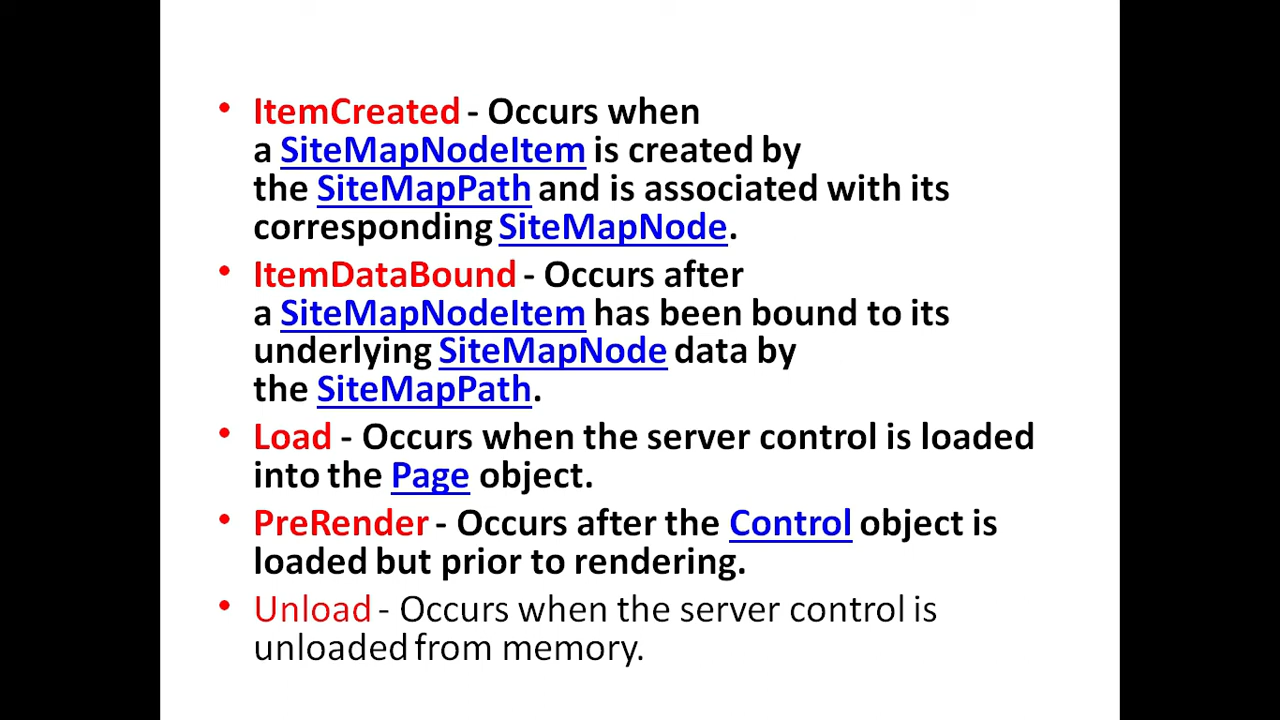 • ItemCreated - Occurs when
a SiteMapNodeItem is created by
the SiteMapPath and is associated with its
corresponding SiteMapNode.
• ItemDataBound - Occurs after
a SiteMapNodeItem has been bound to its
underlying SiteMapNode data by
the SiteMapPath.
• Load - Occurs when the server control is loaded
into the Page object.
• PreRender - Occurs after the Control object is
loaded but prior to rendering.
• Unload - Occurs when the server control is
unloaded from memory.